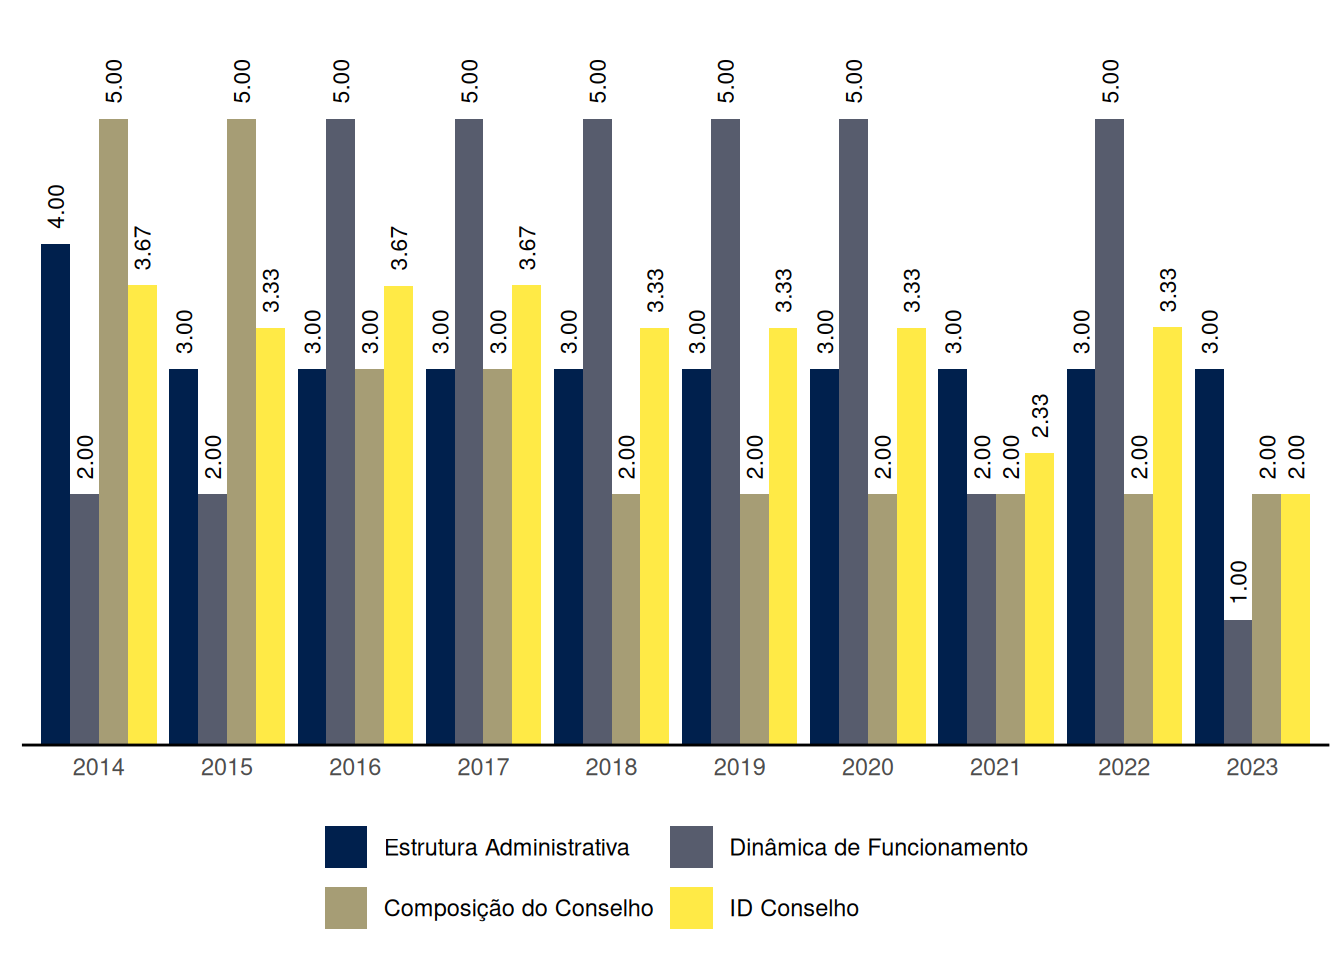 5.00 5.00 5.00 5.00 5.00 5.00 5.00 5.00
4.00
3.67 3.67 3.67
3.33 3.33 3.33 3.33 3.33
3.00 3.00 3.00 3.00 3.00 3.00 3.00 3.00 3.00 3.00 3.00
2.33
2.00 2.00 2.00 2.00 2.00 2.00 2.00 2.00 2.00 2.00
1.00
2014 2015 2016 2017 2018 2019 2020 2021 2022 2023
Estrutura Administrativa Dinâmica de Funcionamento
Composição do Conselho ID Conselho